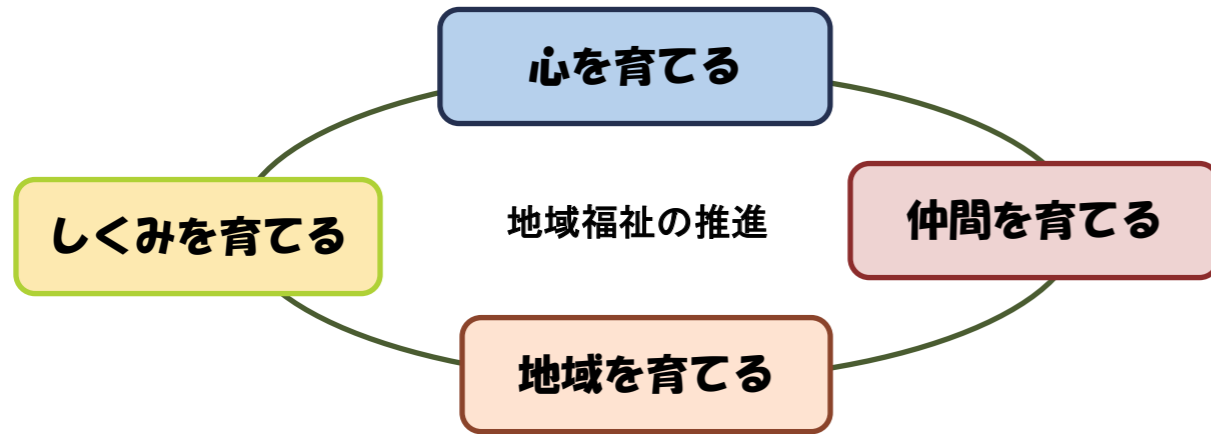 心を育てる
しくみを育てる
地域福祉の推進
仲間を育てる
地域を育てる